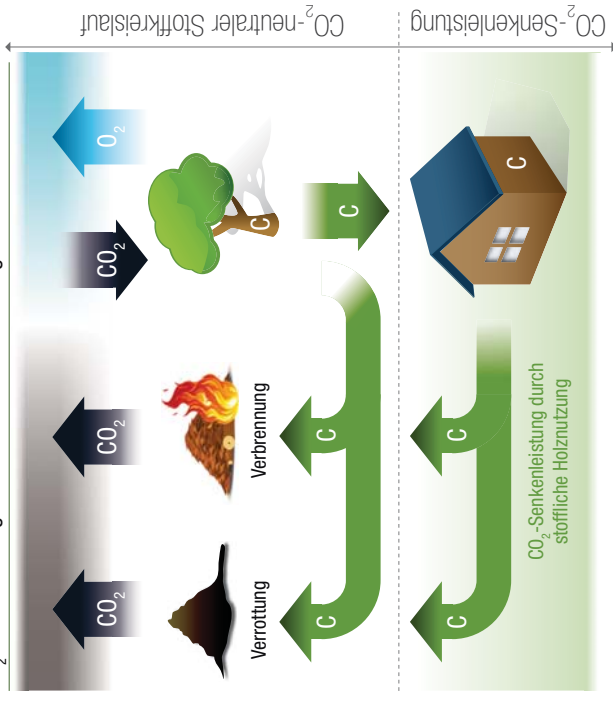 CO₂-neutraler Stoffkreislauf
CO₂-Senkenleistung
CO₂
CO₂
CO₂
O₂
Verrottung
Verbrennung
C
C
C
C
C
C
C
C
CO₂-Senkenleistung durch
stoffliche Holznutzung